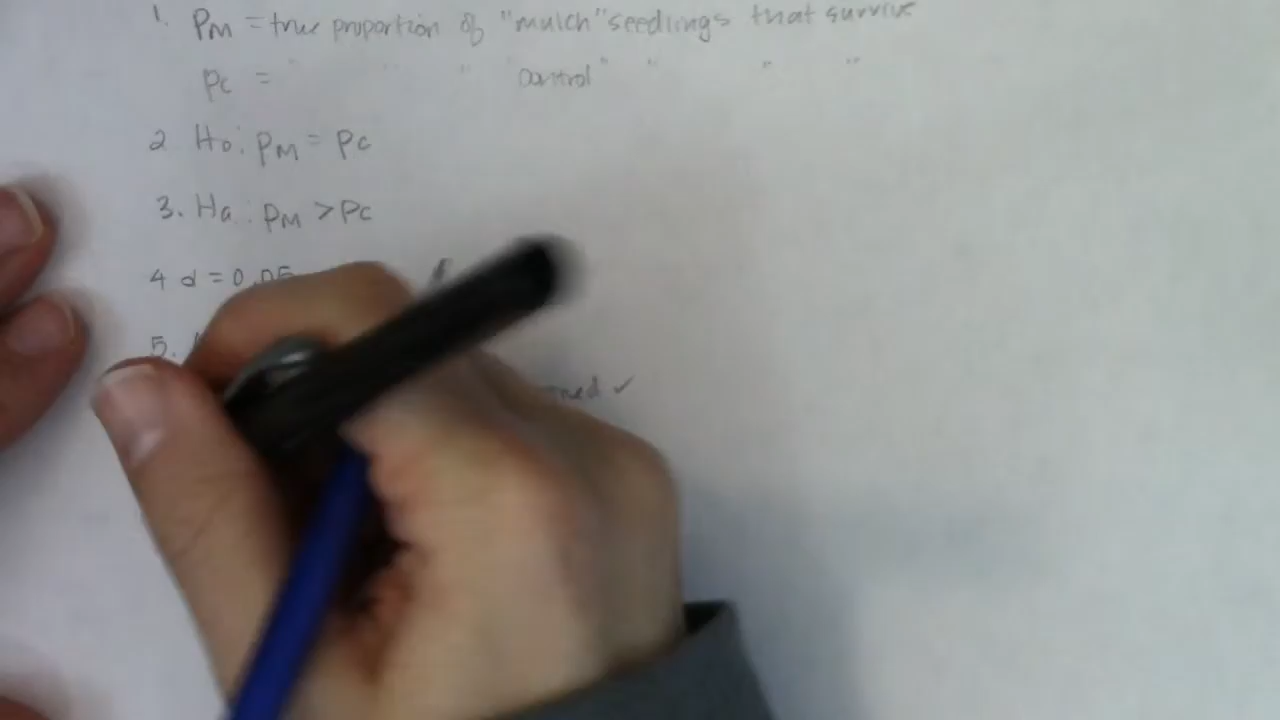 1. PM = true proportion of "mulch" seedlings that survive
pc = " " " "control" " " "
2 Ho: PM = Pc
3. Ha: PM > Pc
4 α = 0.05
5.